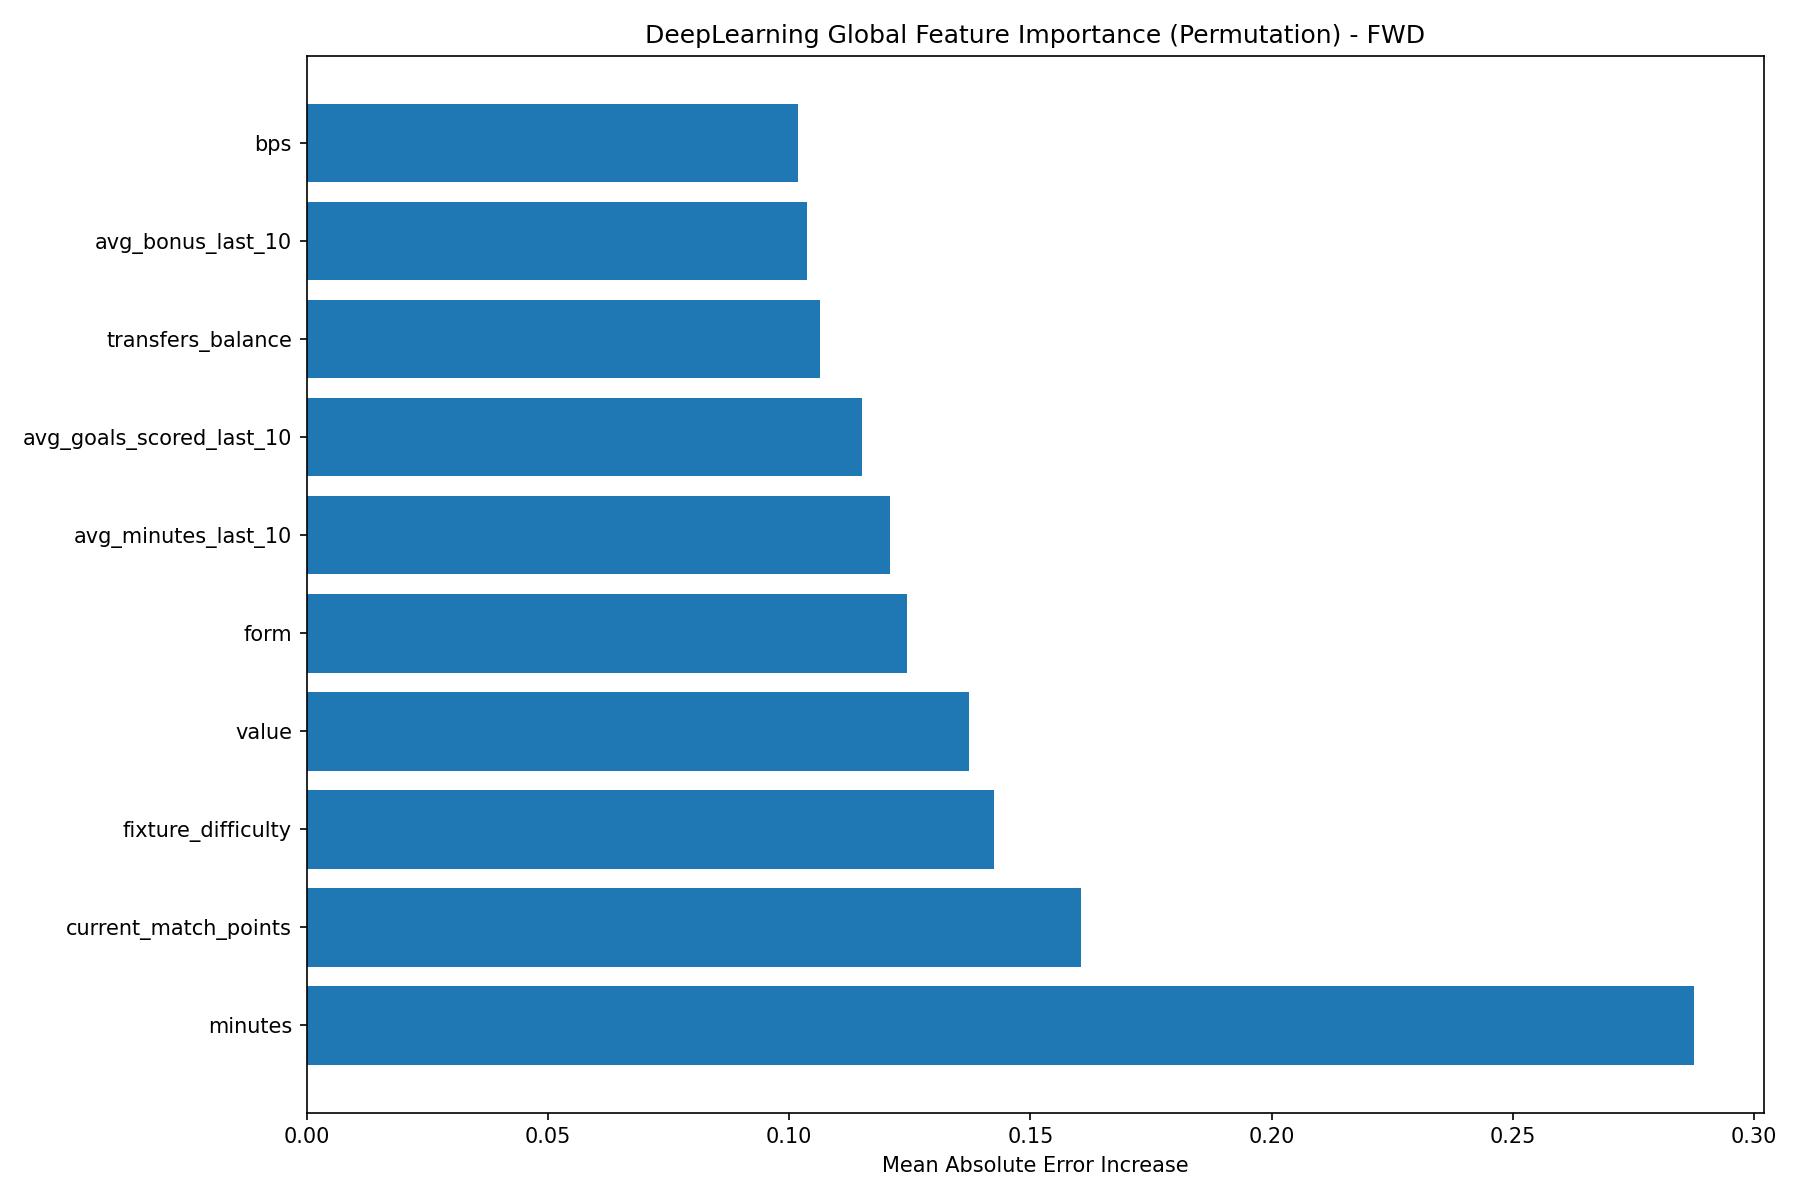 DeepLearning Global Feature Importance (Permutation) - FWD
bps
avg_bonus_last_10
transfers_balance
avg_goals_scored_last_10
avg_minutes_last_10
form
value
fixture_difficulty
current_match_points
minutes
0.00 0.05 0.10 0.15 0.20 0.25 0.30
Mean Absolute Error Increase